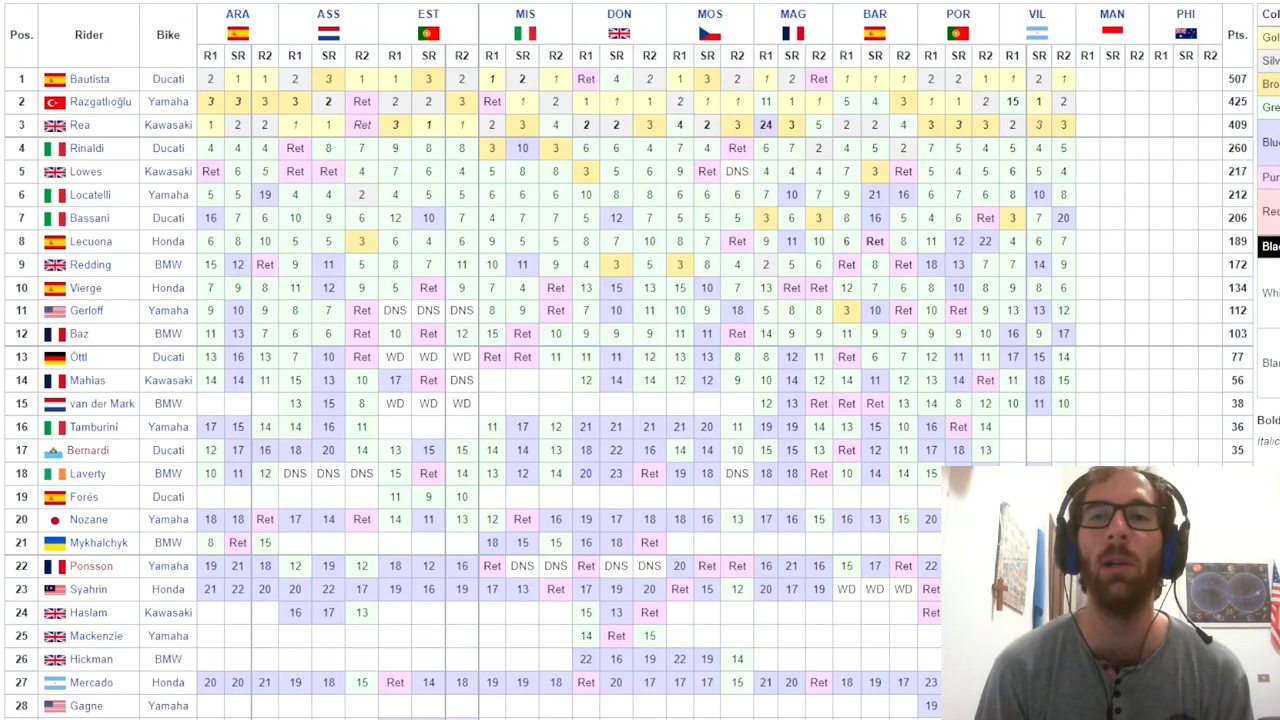 ARA ASS EST MIS DON MOS MAG BAR POR VIL MAN PHI Col
Pos. Rider Bike Pts. Gol
R1 SR R2 R1 SR R2 R1 SR R2 R1 SR R2 R1 SR R2 R1 SR R2 R1 SR R2 R1 SR R2 R1 SR R2 R1 SR R2 R1 SR R2 R1 SR R2 Silv
1 Bautista Ducati 2 1 1 2 3 1 1 3 2 1 2 1 Ret 4 2 1 3 2 2 2 Ret 1 1 1 2 2 1 1 2 1 507 Bro
2 Razgatlıoğlu Yamaha 3 3 3 3 2 Ret 2 2 3 Ret 1 2 1 1 1 2 1 1 11 1 1 5 4 3 1 1 2 15 1 2 425 Gre
3 Rea Kawasaki 1 2 2 1 1 Ret 3 1 1 2 3 4 2 2 3 4 2 3 24 3 5 2 2 4 3 3 3 2 3 3 409
4 Rinaldi Ducati 4 4 4 Ret 8 7 9 8 8 3 10 3 6 6 4 7 4 Ret 4 7 2 4 5 2 4 5 4 5 4 5 260 Blue
5 Lowes Kawasaki Ret 6 5 Ret Ret 4 6 4 8 8 3 5 6 9 Ret DNS 4 4 7 3 Ret 5 4 5 6 5 4 217 Pur
6 Locatelli Yamaha 5 5 19 4 4 2 4 5 6 6 6 10 8 8 6 6 10 7 9 21 16 7 6 8 10 8 212
7 Bassani Ducati 16 7 6 10 9 6 12 10 7 7 7 7 5 12 7 5 5 5 3 6 3 8 16 5 6 Ret 3 7 20 206 Red
8 Lecuona Honda 6 8 10 5 5 3 6 4 6 5 5 8 7 10 8 7 Ret 9 11 10 6 Ret 8 11 12 22 4 6 7 189 Blac
9 Redding BMW 15 12 Ret 9 11 5 8 7 11 10 11 4 3 5 3 8 4 2 5 6 Ret 8 Ret 18 13 7 7 14 9 172
10 Vierge Honda 7 9 8 11 12 9 5 Ret 9 4 Ret 13 15 13 15 10 Ret Ret 12 7 6 8 10 8 9 8 6 134 Whi
11 Gerloff Yamaha 10 9 8 Ret DNS DNS DNS 9 Ret 10 11 10 9 18 8 5 8 3 10 Ret 10 Ret 9 13 13 12 112
12 Baz BMW 11 13 7 6 6 Ret 10 Ret 12 Ret 10 9 9 9 11 Ret 14 9 9 11 9 9 9 10 16 9 17 103
13 Öttl Ducati 13 16 13 7 10 Ret WD WD WD Ret Ret 11 11 11 12 13 13 8 12 11 Ret 6 7 12 11 11 17 15 14 77 Blan
14 Mahias Kawasaki 14 14 11 15 13 10 17 Ret DNS 12 14 14 12 12 9 10 14 12 14 11 12 13 14 Ret 11 18 15 56
15 van der Mark BMW 13 15 8 WD WD WD 12 13 Ret Ret Ret 13 14 8 12 10 11 10 38
16 Tamburini Yamaha 17 15 14 14 16 11 11 17 12 21 21 21 21 20 11 19 19 14 13 15 10 16 Ret 14 36 Bold
17 Bernardi Ducati 12 17 16 18 20 14 13 15 15 14 14 13 18 22 16 14 14 10 15 15 13 Ret 12 11 17 18 13 35 Italic
18 Laverty BMW 10 11 12 DNS DNS DNS 15 Ret 14 14 12 14 20 23 Ret 19 18 DNS 18 18 Ret 10 14 14 15
19 Forés Ducati 11 9 10
20 Nozane Yamaha 18 18 Ret 17 14 Ret 14 11 13 12 Ret 16 19 17 18 18 16 13 17 16 15 16 13 15 20
21 Mykhalchyk BMW 8 Ret 15 18 15 15 16 18 Ret
22 Ponsson Yamaha 19 21 18 12 19 12 18 12 16 Ret DNS DNS Ret DNS DNS 20 Ret Ret 16 21 16 15 17 Ret 22
23 Syahrin Honda 21 22 20 20 22 17 19 16 19 17 13 Ret 17 19 20 Ret 15 12 20 17 19 WD WD WD Ret
24 Haslam Kawasaki 16 17 13 15 13 Ret Ret
25 Mackenzie Yamaha 14 Ret 15
26 Hickman BMW 22 16 19 22 19 14
27 Mercado Honda 20 20 21 19 18 15 Ret 14 18 15 19 18 Ret 20 17 17 17 15 21 20 Ret 18 19 17 23
28 Gagne Yamaha 19